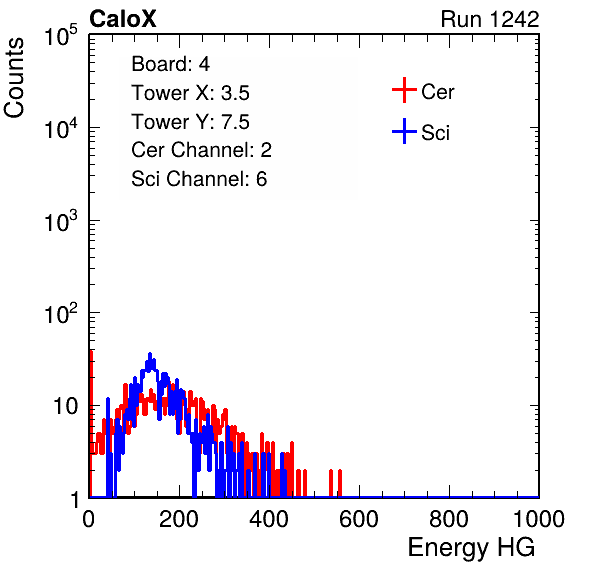 CaloX Run 1242
Counts
10^5
10^4
10^3
10^2
10
1
Board: 4
Tower X: 3.5
Tower Y: 7.5
Cer Channel: 2
Sci Channel: 6
Cer
Sci
0 200 400 600 800 1000
Energy HG